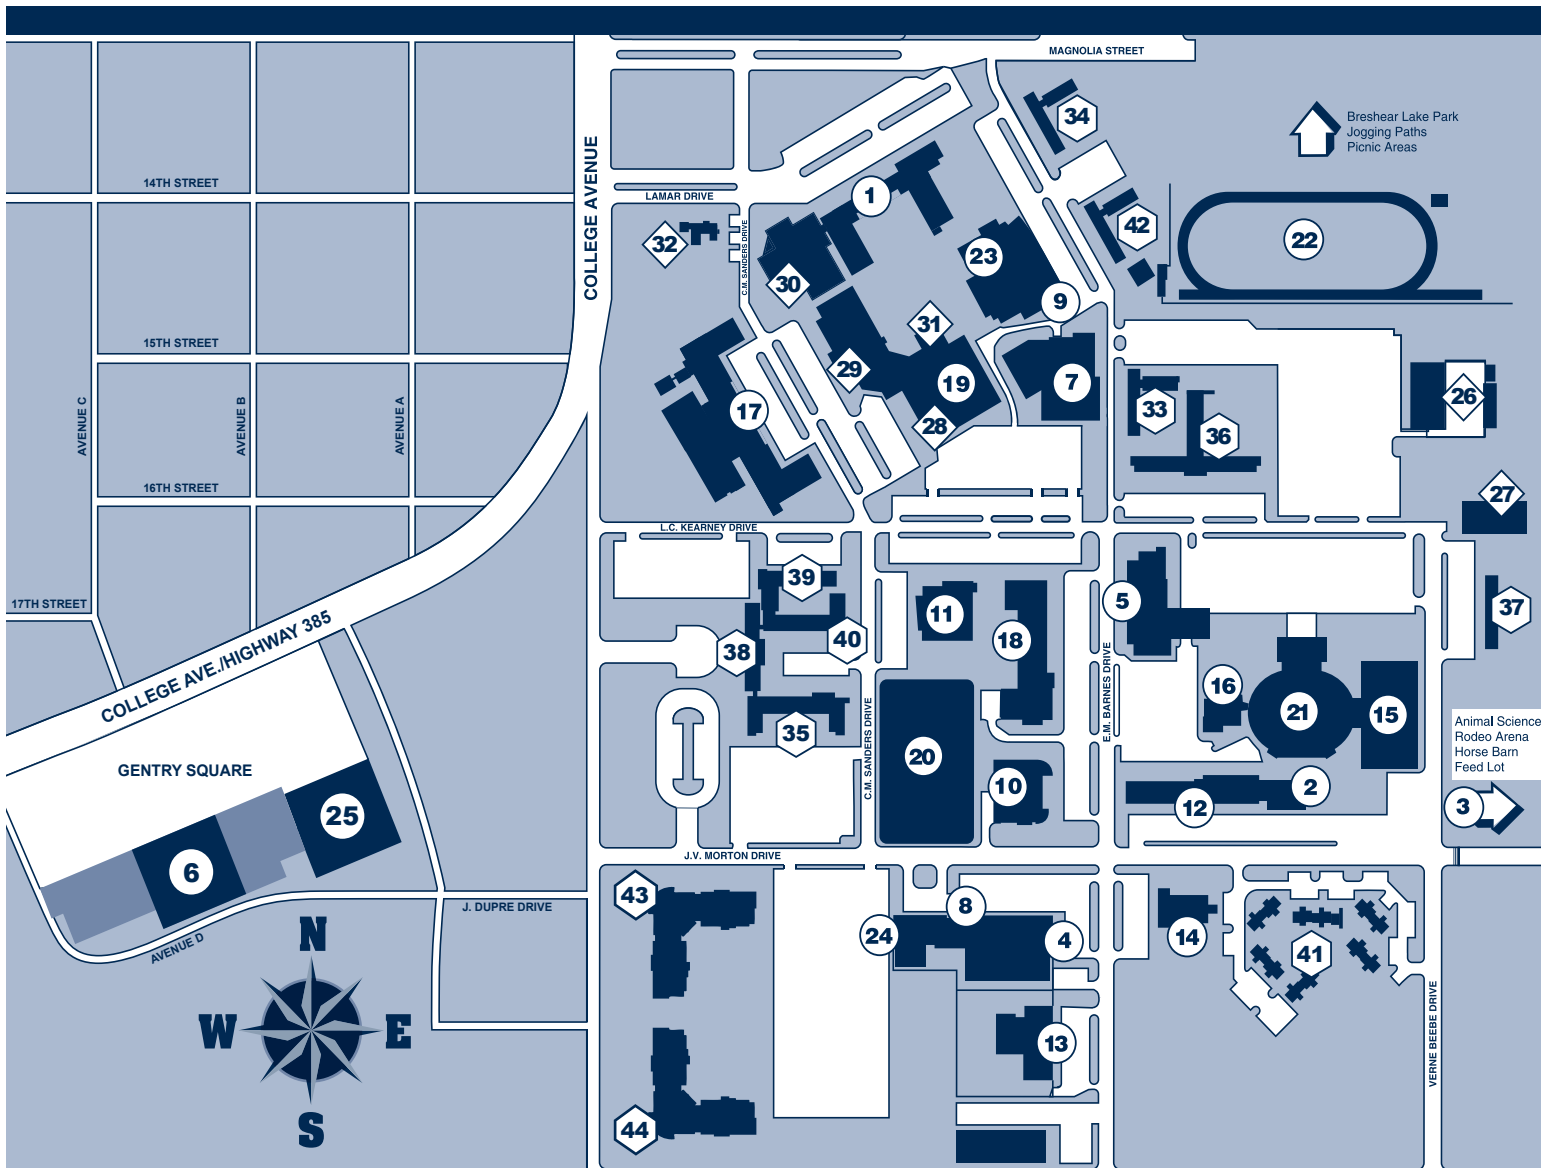 MAGNOLIA STREET
34
Breshear Lake Park
Jogging Paths
Picnic Areas
COLLEGE AVENUE
14TH STREET
LAMAR DRIVE
1
32
C.M. SANDERS DRIVE
42
22
23
30
9
31
15TH STREET
29
19
7
17
28
33
36
26
AVENUE C
AVENUE B
AVENUE A
16TH STREET
27
L.C. KEARNEY DRIVE
39
5
17TH STREET
11
37
40
18
38
COLLEGE AVE./HIGHWAY 385
E.M. BARNES DRIVE
16
21
15
35
C.M. SANDERS DRIVE
20
Animal Science
Rodeo Arena
Horse Barn
Feed Lot
GENTRY SQUARE
10
2
12
3
25
J.V. MORTON DRIVE
6
43
J. DUPRE DRIVE
8
24
4
14
AVENUE D
41
N
W
E
S
13
VERNE BEEBE DRIVE
44